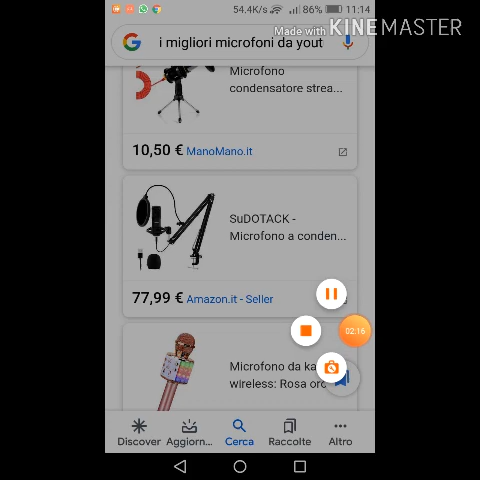 54.4K/s 86% 11:14
Made with KINEMASTER
i migliori microfoni da yout
Microfono
condensatore strea...
10,50 € ManoMano.it
SuDOTACK -
Microfono a conden...
77,99 € Amazon.it - Seller
02:16
Microfono da ka
wireless: Rosa oro
Discover Aggiorn... Cerca Raccolte Altro